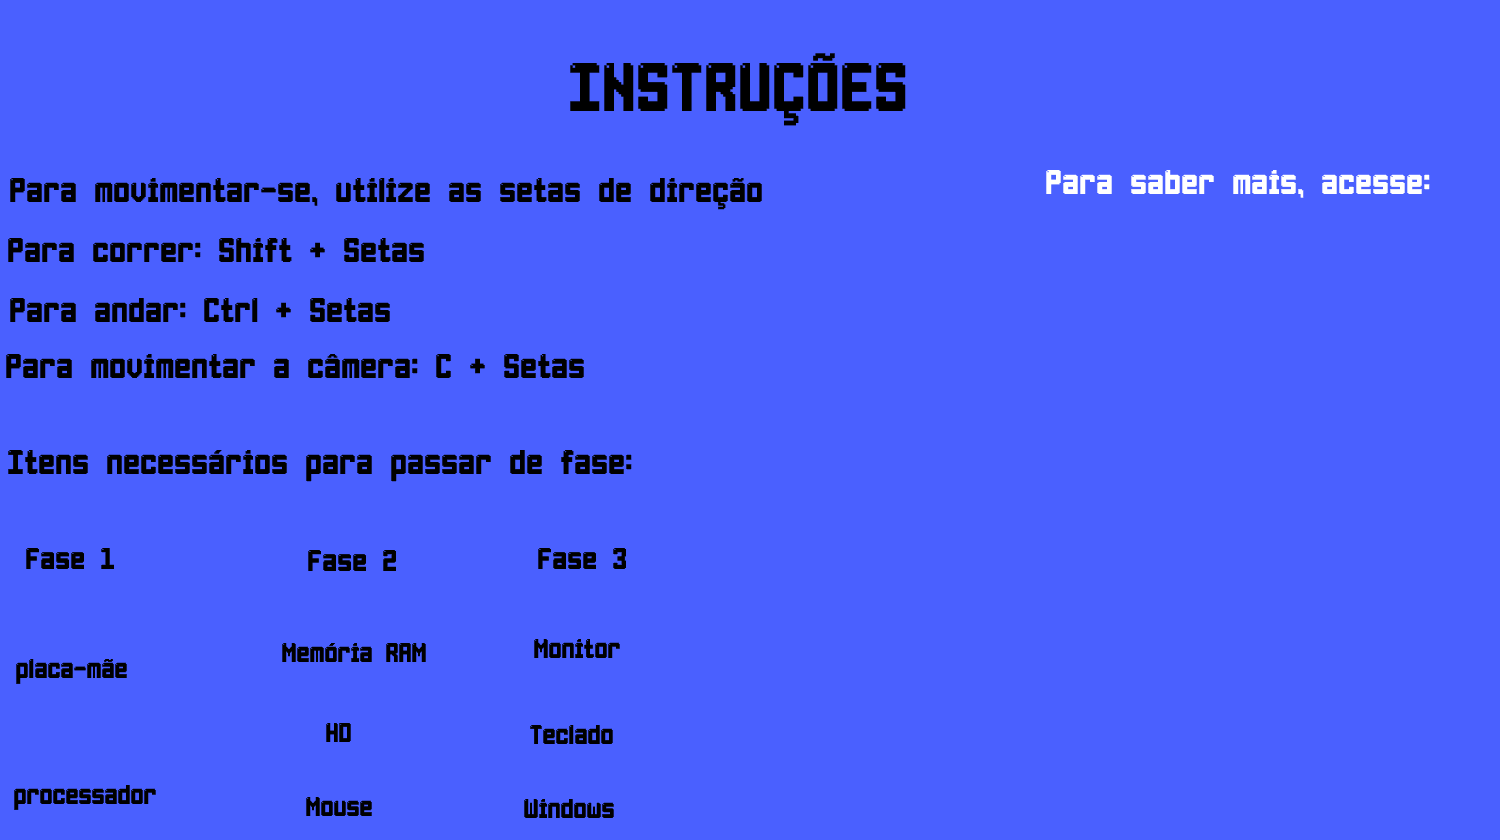 INSTRUÇÕES
Para movimentar-se, utilize as setas de direção
Para saber mais, acesse:
Para correr: Shift + Setas
Para andar: Ctrl + Setas
Para movimentar a câmera: C + Setas
Itens necessários para passar de fase:
Fase 1
placa-mãe
processador
Fase 2
Memória RAM
HD
Mouse
Fase 3
Monitor
Teclado
Windows